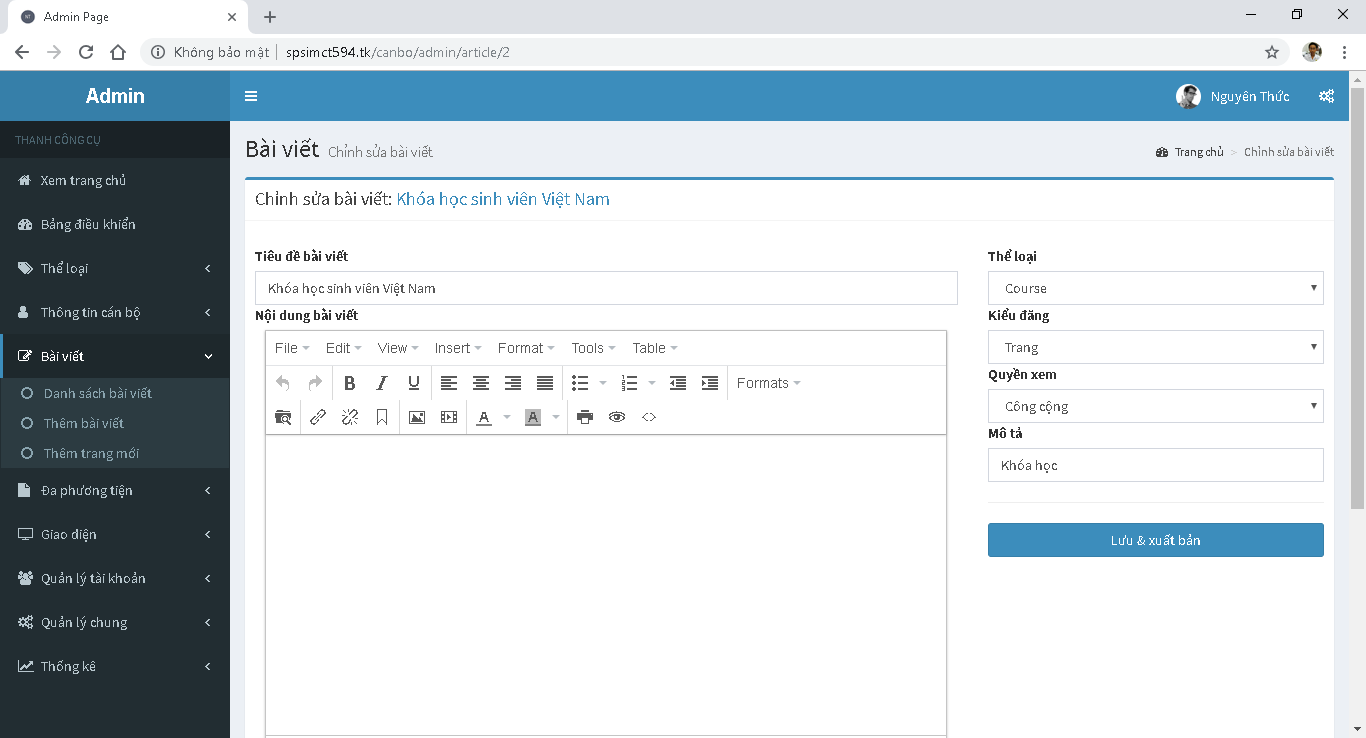 Admin Page
Không bảo mật
spsimct594.tk/canbo/admin/article/2
Admin
Nguyên Thức
THANH CÔNG CỤ
Xem trang chủ
Bảng điều khiển
Thể loại
Thông tin cán bộ
Bài viết
Danh sách bài viết
Thêm bài viết
Thêm trang mới
Đa phương tiện
Giao diện
Quản lý tài khoản
Quản lý chung
Thống kê
Bài viết Chỉnh sửa bài viết
Trang chủ > Chỉnh sửa bài viết
Chỉnh sửa bài viết: Khóa học sinh viên Việt Nam
Tiêu đề bài viết
Khóa học sinh viên Việt Nam
Nội dung bài viết
File Edit View Insert Format Tools Table
Formats
Thể loại
Course
Kiểu đăng
Trang
Quyền xem
Công cộng
Mô tả
Khóa học
Lưu & xuất bản